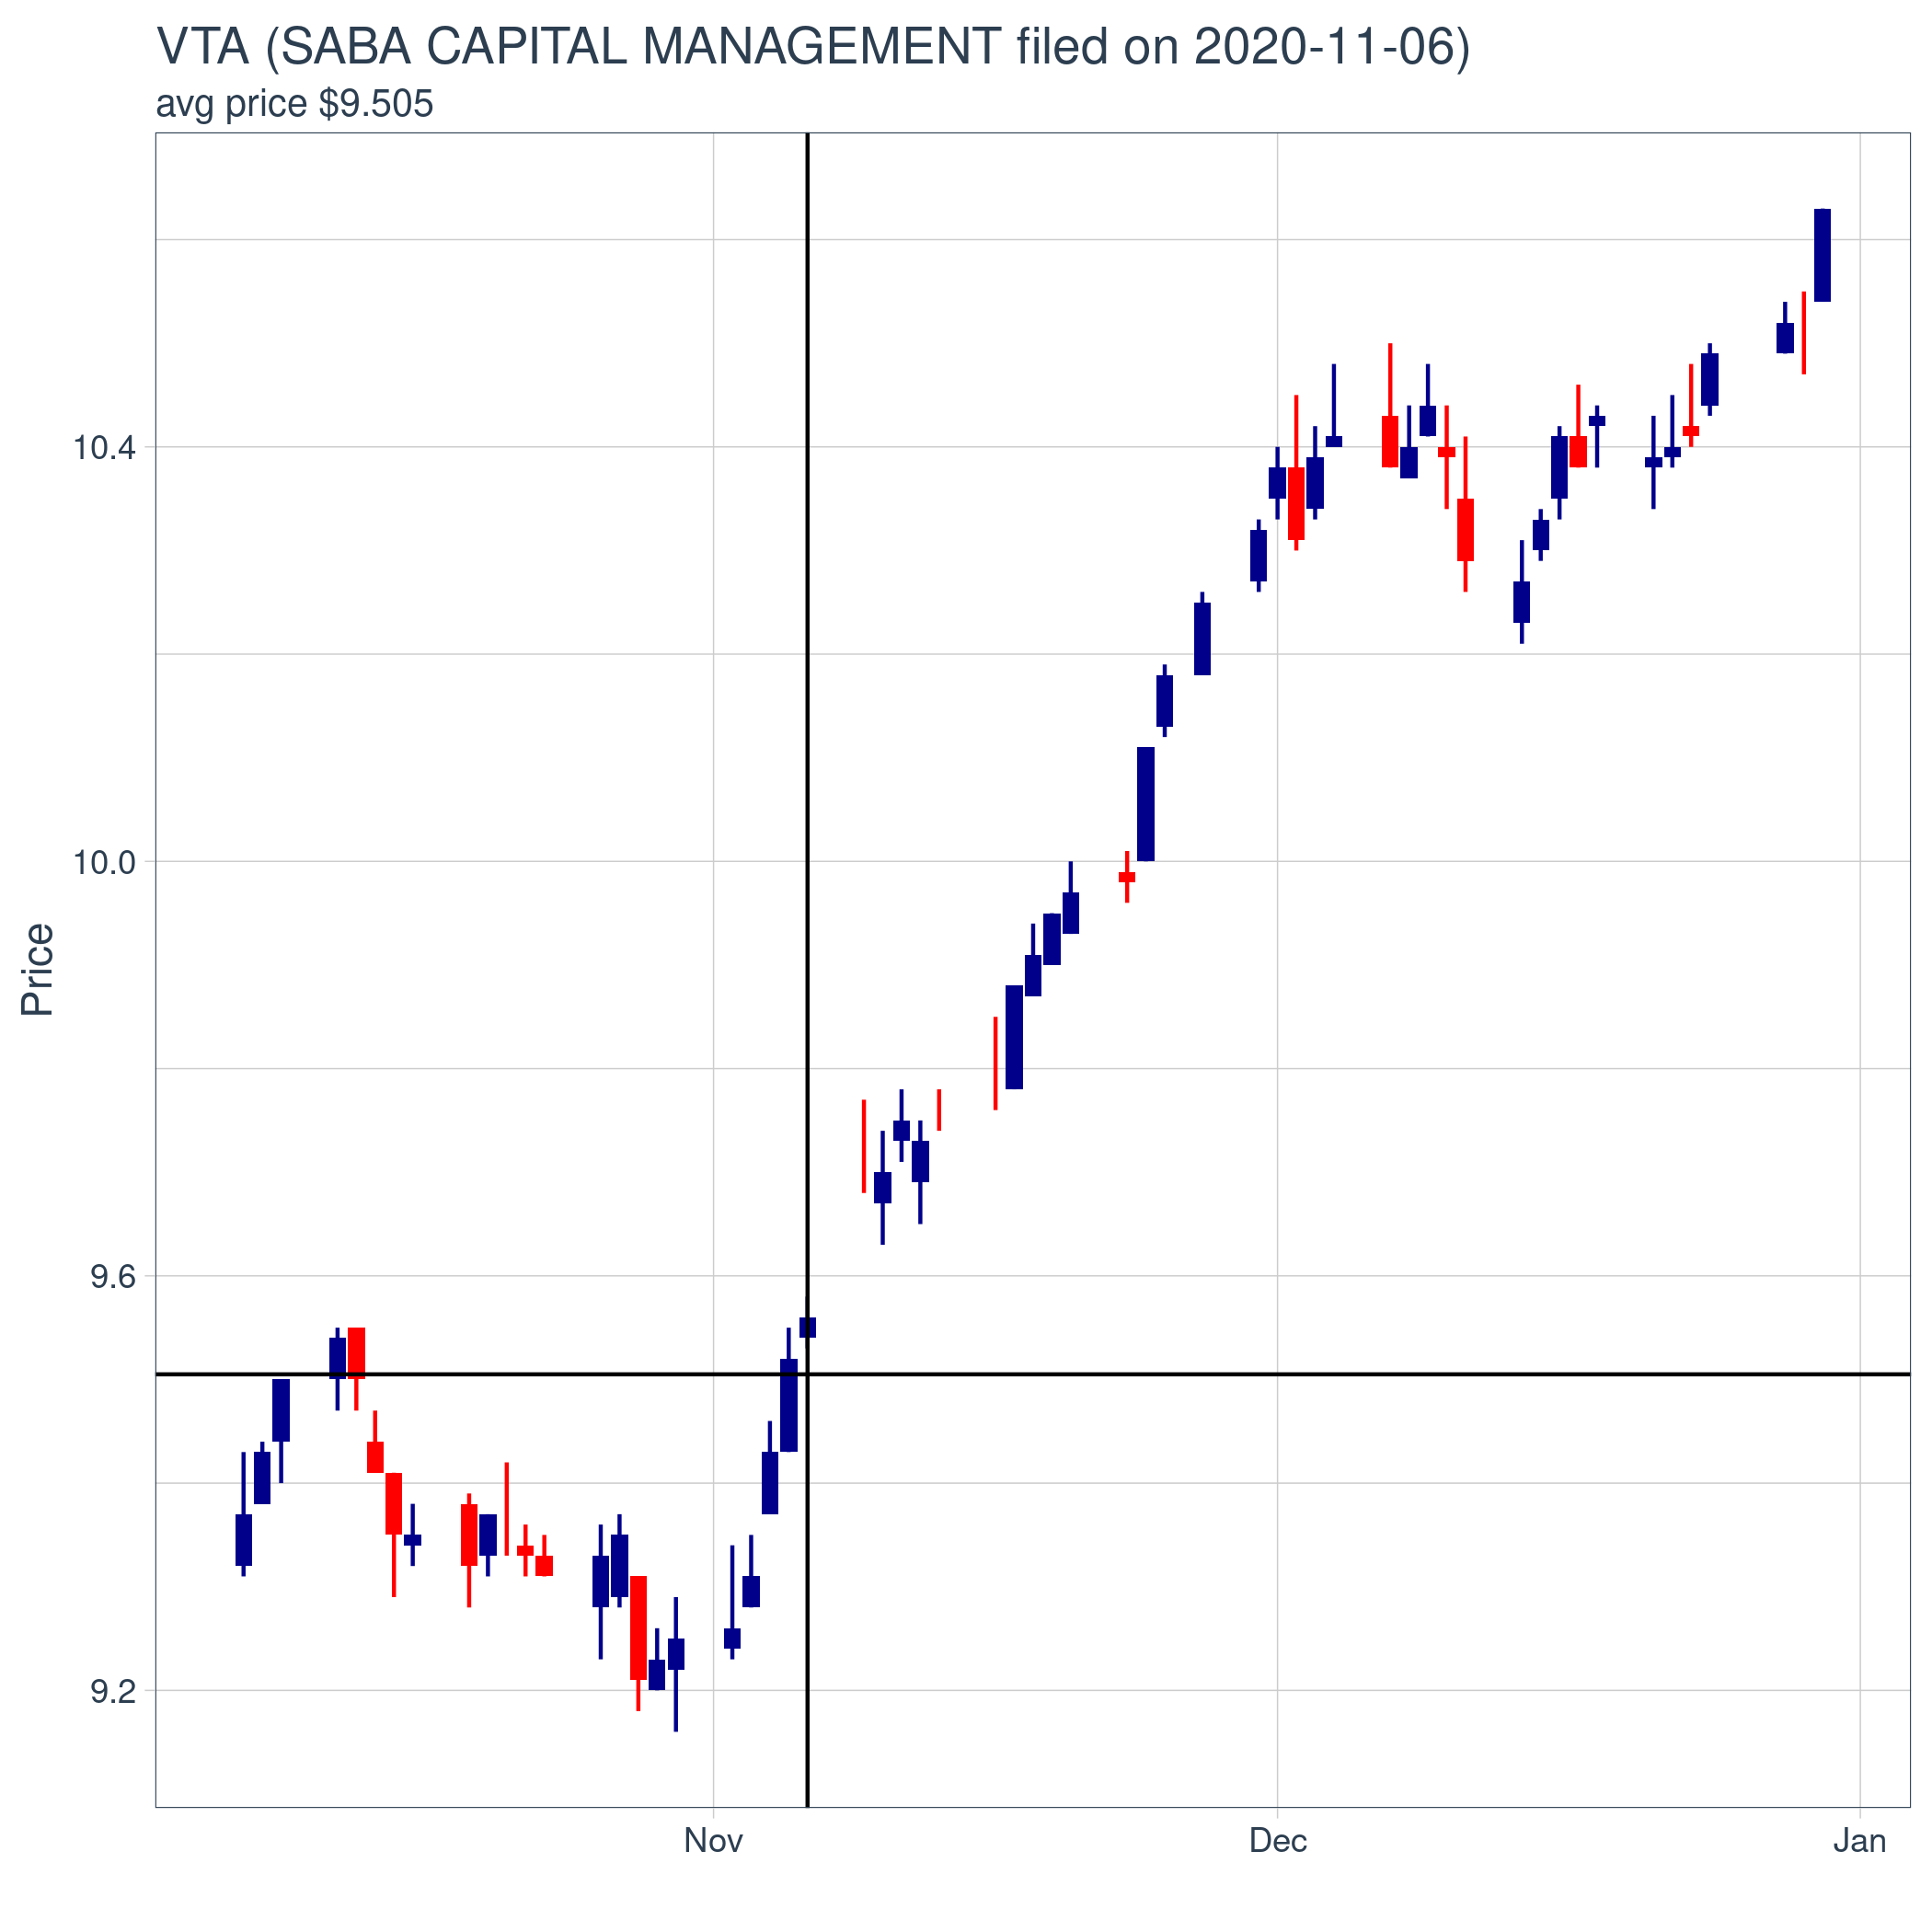 VTA (SABA CAPITAL MANAGEMENT filed on 2020-11-06)
avg price $9.505
10.4
10.0
9.6
9.2
Price
Nov Dec Jan